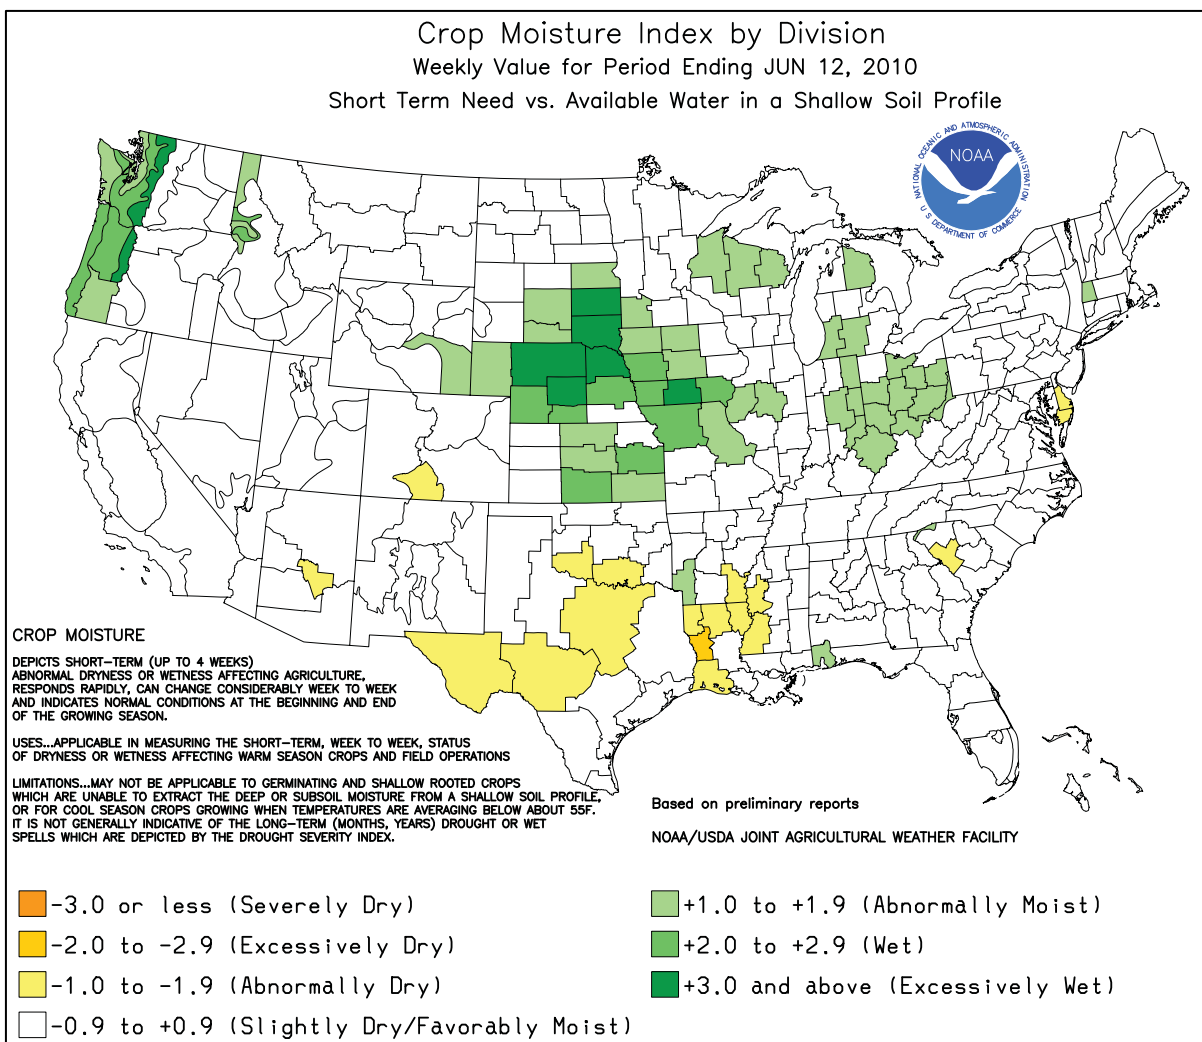 Crop Moisture Index by Division
Weekly Value for Period Ending JUN 12, 2010
Short Term Need vs. Available Water in a Shallow Soil Profile
NATIONAL OCEANIC AND ATMOSPHERIC ADMINISTRATION
NOAA
U.S. DEPARTMENT OF COMMERCE
CROP MOISTURE
DEPICTS SHORT-TERM (UP TO 4 WEEKS)
ABNORMAL DRYNESS OR WETNESS AFFECTING AGRICULTURE,
RESPONDS RAPIDLY, CAN CHANGE CONSIDERABLY WEEK TO WEEK
AND INDICATES NORMAL CONDITIONS AT THE BEGINNING AND END
OF THE GROWING SEASON.
USES...APPLICABLE IN MEASURING THE SHORT-TERM, WEEK TO WEEK, STATUS
OF DRYNESS OR WETNESS AFFECTING WARM SEASON CROPS AND FIELD OPERATIONS
LIMITATIONS...MAY NOT BE APPLICABLE TO GERMINATING AND SHALLOW ROOTED CROPS
WHICH ARE UNABLE TO EXTRACT THE DEEP OR SUBSOIL MOISTURE FROM A SHALLOW SOIL PROFILE,
OR FOR COOL SEASON CROPS GROWING WHEN TEMPERATURES ARE AVERAGING BELOW ABOUT 55F.
IT IS NOT GENERALLY INDICATIVE OF THE LONG-TERM (MONTHS, YEARS) DROUGHT OR WET
SPELLS WHICH ARE DEPICTED BY THE DROUGHT SEVERITY INDEX.
Based on preliminary reports
NOAA/USDA JOINT AGRICULTURAL WEATHER FACILITY
-3.0 or less (Severely Dry)
-2.0 to -2.9 (Excessively Dry)
-1.0 to -1.9 (Abnormally Dry)
-0.9 to +0.9 (Slightly Dry/Favorably Moist)
+1.0 to +1.9 (Abnormally Moist)
+2.0 to +2.9 (Wet)
+3.0 and above (Excessively Wet)